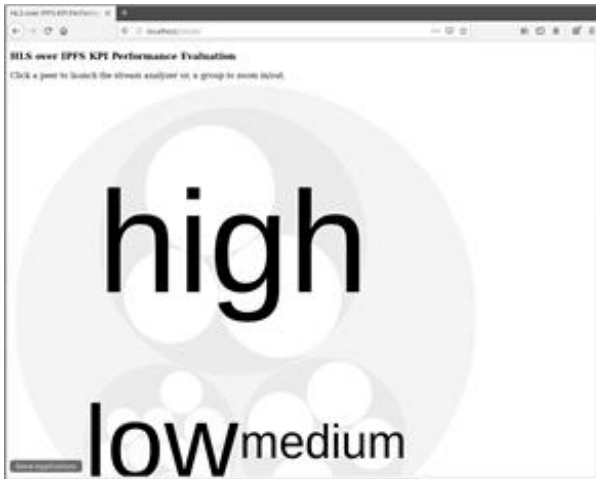 HLS over IPFS KPI Performance Evaluation
Click a peer to launch the stream analyzer or a group to zoom in/out.
high
low medium